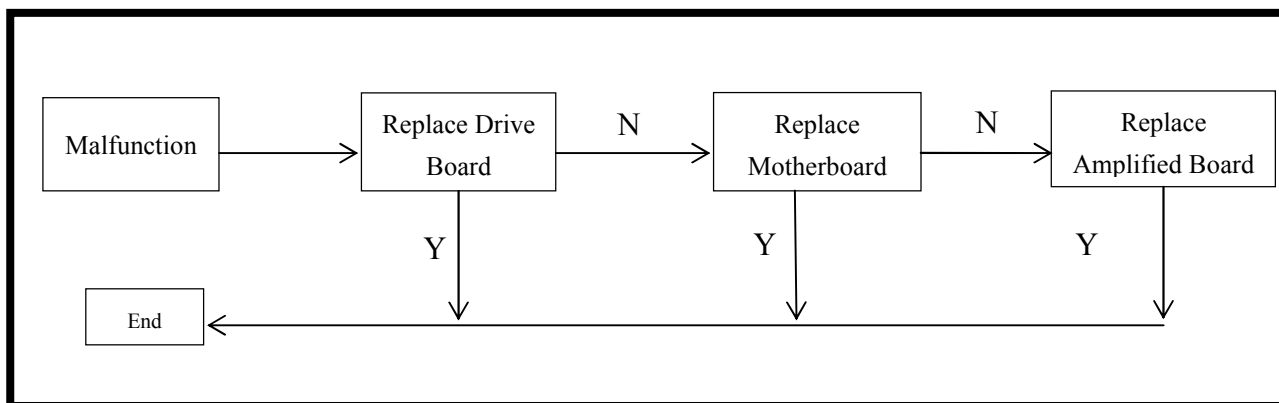 Malfunction
Replace Drive
Board
N
Replace
Motherboard
N
Replace
Amplified Board
Y
Y
Y
End